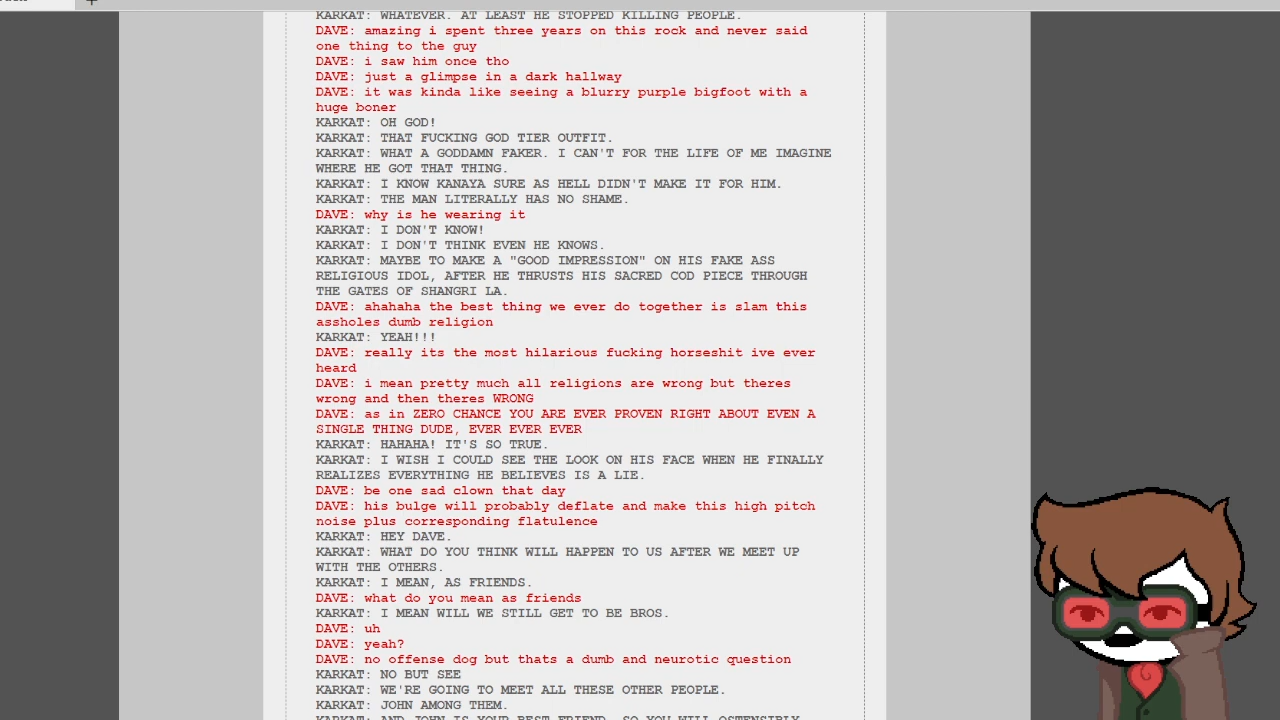 KARKAT: WHATEVER. AT LEAST HE STOPPED KILLING PEOPLE.
DAVE: amazing i spent three years on this rock and never said
one thing to the guy
DAVE: i saw him once tho
DAVE: just a glimpse in a dark hallway
DAVE: it was kinda like seeing a blurry purple bigfoot with a
huge boner
KARKAT: OH GOD!
KARKAT: THAT FUCKING GOD TIER OUTFIT.
KARKAT: WHAT A GODDAMN FAKER. I CAN'T FOR THE LIFE OF ME IMAGINE
WHERE HE GOT THAT THING.
KARKAT: I KNOW KANAYA SURE AS HELL DIDN'T MAKE IT FOR HIM.
KARKAT: THE MAN LITERALLY HAS NO SHAME.
DAVE: why is he wearing it
KARKAT: I DON'T KNOW!
KARKAT: I DON'T THINK EVEN HE KNOWS.
KARKAT: MAYBE TO MAKE A "GOOD IMPRESSION" ON HIS FAKE ASS
RELIGIOUS IDOL, AFTER HE THRUSTS HIS SACRED COD PIECE THROUGH
THE GATES OF SHANGRI LA.
DAVE: ahahaha the best thing we ever do together is slam this
assholes dumb religion
KARKAT: YEAH!!!
DAVE: really its the most hilarious fucking horseshit ive ever
heard
DAVE: i mean pretty much all religions are wrong but theres
wrong and then theres WRONG
DAVE: as in ZERO CHANCE YOU ARE EVER PROVEN RIGHT ABOUT EVEN A
SINGLE THING DUDE, EVER EVER EVER
KARKAT: HAHAHA! IT'S SO TRUE.
KARKAT: I WISH I COULD SEE THE LOOK ON HIS FACE WHEN HE FINALLY
REALIZES EVERYTHING HE BELIEVES IS A LIE.
DAVE: be one sad clown that day
DAVE: his bulge will probably deflate and make this high pitch
noise plus corresponding flatulence
KARKAT: HEY DAVE.
KARKAT: WHAT DO YOU THINK WILL HAPPEN TO US AFTER WE MEET UP
WITH THE OTHERS.
KARKAT: I MEAN, AS FRIENDS.
DAVE: what do you mean as friends
KARKAT: I MEAN WILL WE STILL GET TO BE BROS.
DAVE: uh
DAVE: yeah?
DAVE: no offense dog but thats a dumb and neurotic question
KARKAT: NO BUT SEE
KARKAT: WE'RE GOING TO MEET ALL THESE OTHER PEOPLE.
KARKAT: JOHN AMONG THEM.
KARKAT: AND JOHN IS YOUR BEST FRIEND, SO YOU WILL OSTENSIBLY